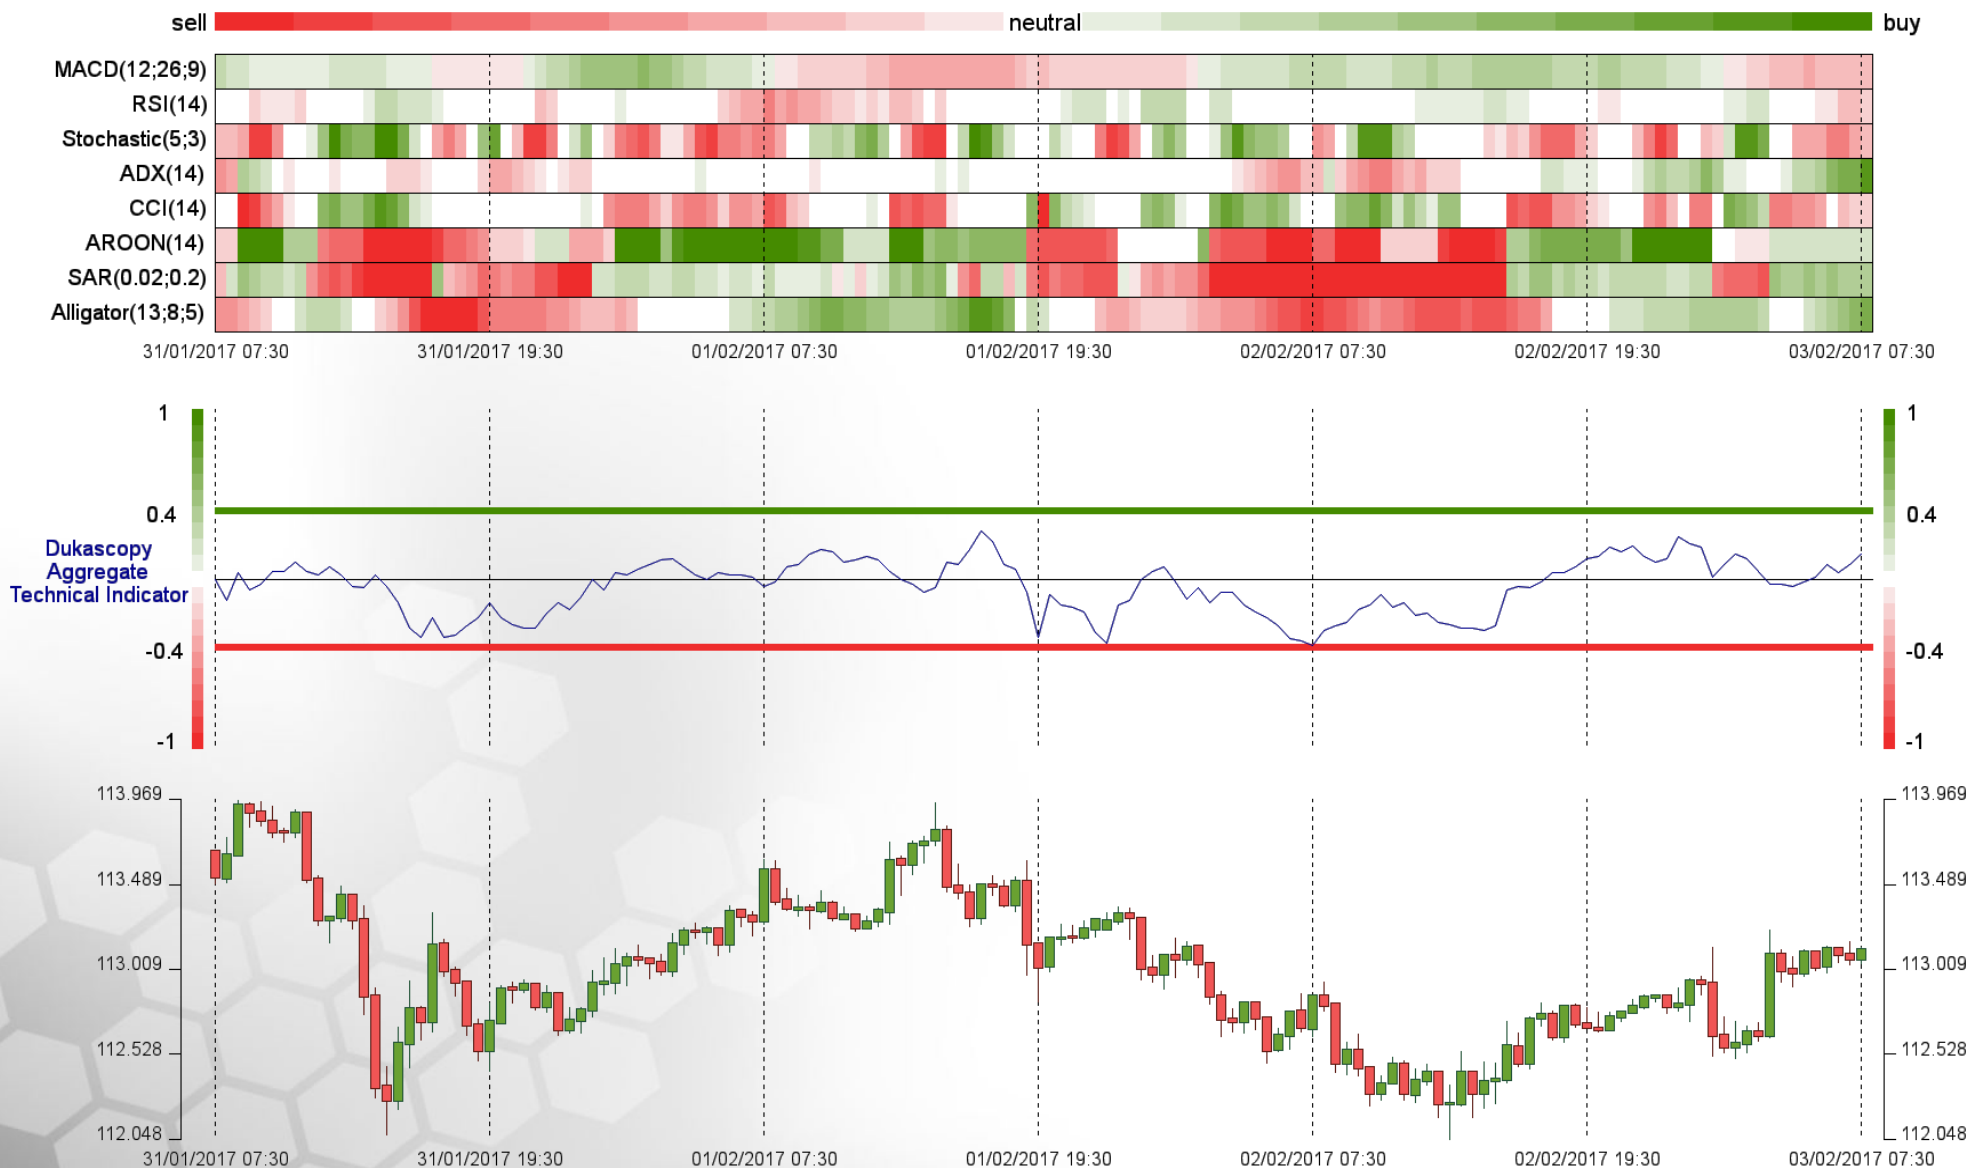 sell neutral buy
MACD(12;26;9)
RSI(14)
Stochastic(5;3)
ADX(14)
CCI(14)
AROON(14)
SAR(0.02;0.2)
Alligator(13;8;5)
31/01/2017 07:30 31/01/2017 19:30 01/02/2017 07:30 01/02/2017 19:30 02/02/2017 07:30 02/02/2017 19:30 03/02/2017 07:30
1 1
0.4 0.4
Dukascopy
Aggregate
Technical Indicator
-0.4 -0.4
-1 -1
113.969 113.969
113.489 113.489
113.009 113.009
112.528 112.528
112.048 112.048
31/01/2017 07:30 31/01/2017 19:30 01/02/2017 07:30 01/02/2017 19:30 02/02/2017 07:30 02/02/2017 19:30 03/02/2017 07:30